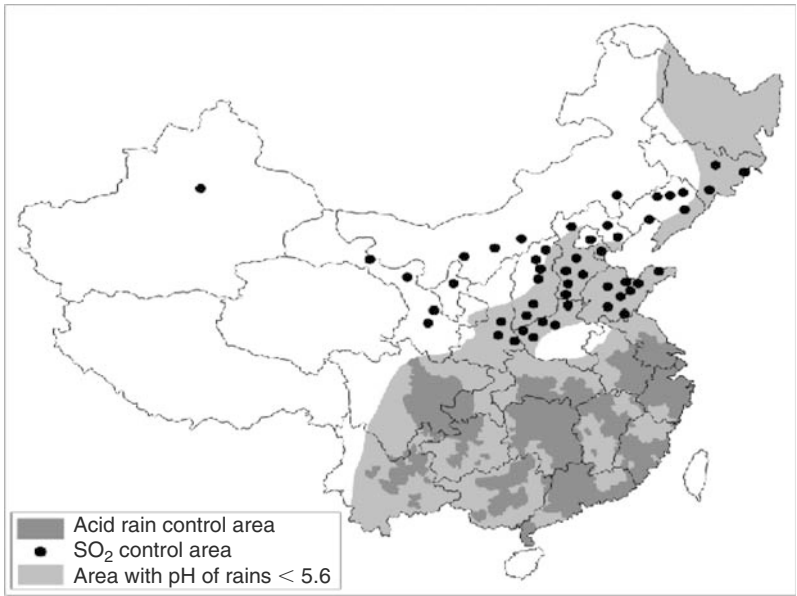 Acid rain control area
SO₂ control area
Area with pH of rains < 5.6